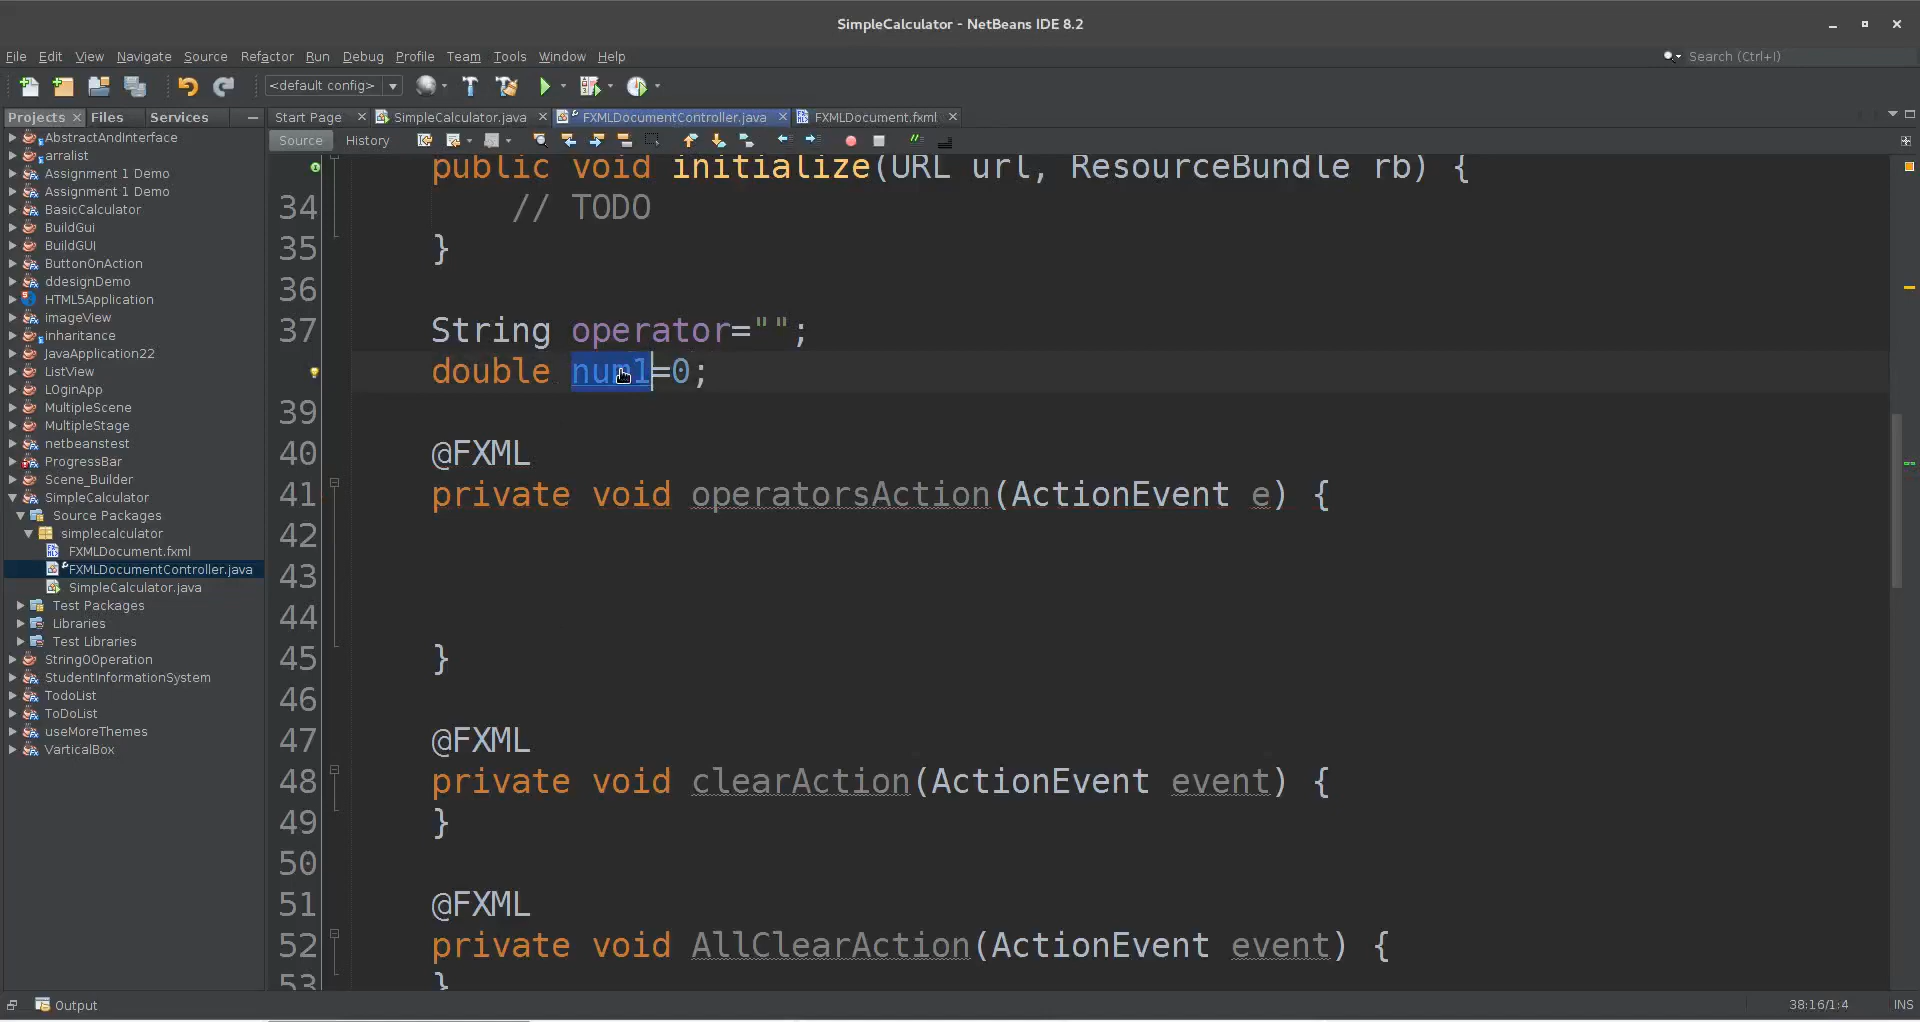 SimpleCalculator - NetBeans IDE 8.2
File Edit View Navigate Source Refactor Run Debug Profile Team Tools Window Help
Search (Ctrl+I)
<default config>
Projects Files Services
Start Page SimpleCalculator.java FXMLDocumentController.java FXMLDocument.fxml
Source History
AbstractAndInterface
arralist
Assignment 1 Demo
Assignment 1 Demo
BasicCalculator
BuildGui
BuildGUI
ButtonOnAction
ddesignDemo
HTML5Application
imageView
inheritance
JavaApplication22
ListView
LOginApp
MultipleScene
MultipleStage
netbeanstest
ProgressBar
Scene_Builder
SimpleCalculator
Source Packages
simplecalculator
FXMLDocument.fxml
FXMLDocumentController.java
SimpleCalculator.java
Test Packages
Libraries
Test Libraries
StringOOperation
StudentInformationSystem
TodoList
ToDoList
useMoreThemes
VarticalBox
public void initialize(URL url, ResourceBundle rb) {
34 // TODO
35 }
36
37 String operator="";
double num1=0;
39
40 @FXML
41 private void operatorsAction(ActionEvent e) {
42
43
44
45 }
46
47 @FXML
48 private void clearAction(ActionEvent event) {
49 }
50
51 @FXML
52 private void AllClearAction(ActionEvent event) {
53 }
Output
38:16/1:4 INS